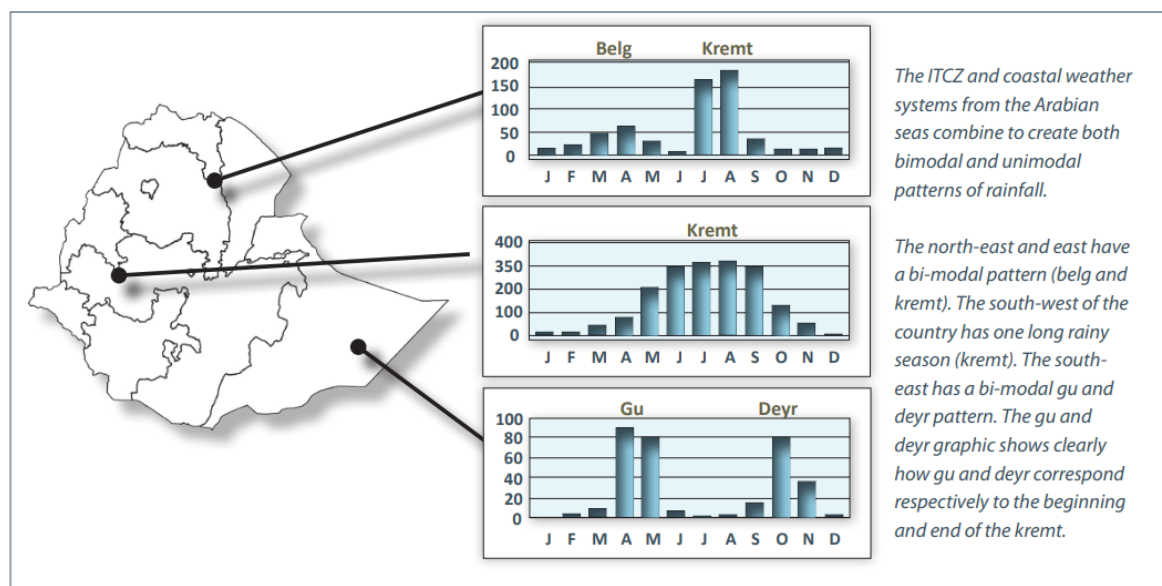 Belg Kremt
200
150
100
50
0
J F M A M J J A S O N D
Kremt
400
350
200
100
0
J F M A M J J A S O N D
Gu Deyr
100
80
60
40
20
0
J F M A M J J A S O N D
The ITCZ and coastal weather
systems from the Arabian
seas combine to create both
bimodal and unimodal
patterns of rainfall.
The north-east and east have
a bi-modal pattern (belg and
kremt). The south-west of the
country has one long rainy
season (kremt). The south-
east has a bi-modal gu and
deyr pattern. The gu and
deyr graphic shows clearly
how gu and deyr correspond
respectively to the beginning
and end of the kremt.